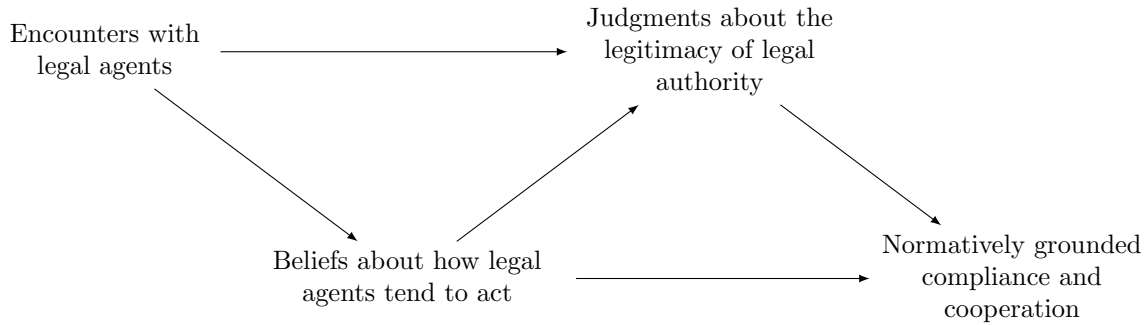 Encounters with
legal agents
Judgments about the
legitimacy of legal
authority
Beliefs about how legal
agents tend to act
Normatively grounded
compliance and
cooperation